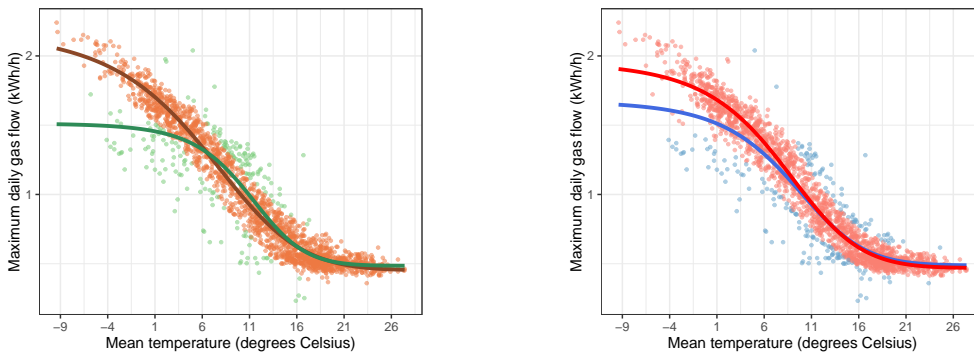 Maximum daily gas flow (kWh/h)
2
1
−9 −4 1 6 11 16 21 26
Mean temperature (degrees Celsius)
Maximum daily gas flow (kWh/h)
2
1
−9 −4 1 6 11 16 21 26
Mean temperature (degrees Celsius)